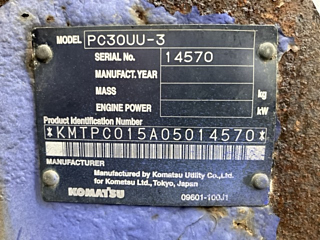 MODEL PC30UU-3
SERIAL NO. 14570
MANUFACT. YEAR
MASS kg
ENGINE POWER kW
Product Identification Number
*KMTPC015A05014570*
MANUFACTURER
Manufactured by Komatsu Utility Co.,Ltd.
for Komatsu Ltd., Tokyo, Japan
KOMATSU
09601-100J1